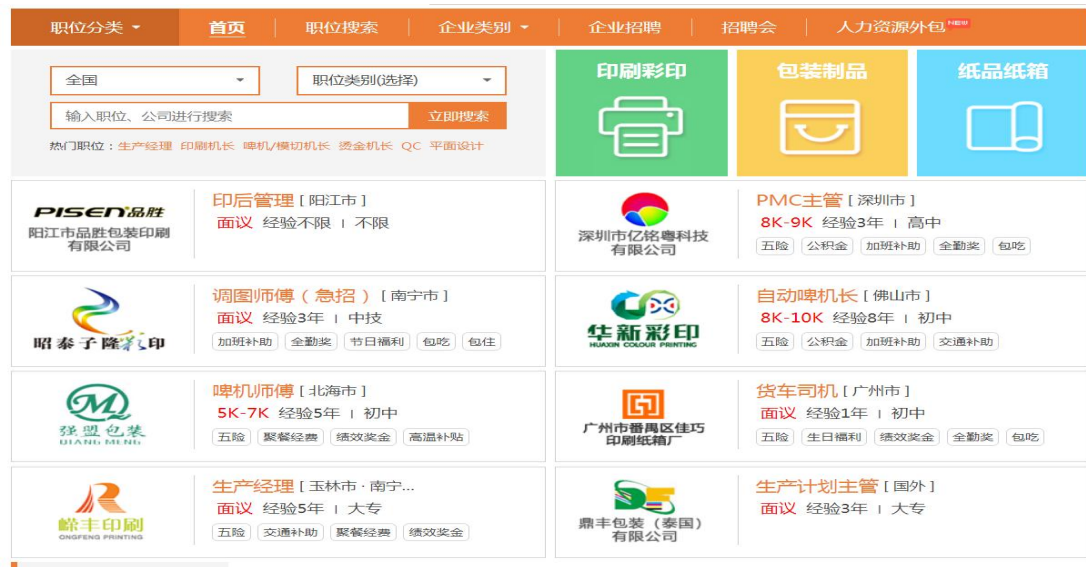 职位分类
首页
职位搜索
企业类别
企业招聘
招聘会
人力资源外包
NEW
全国
职位类别(选择)
输入职位、公司进行搜索
立即搜索
热门职位：生产经理 印刷机长 啤机/模切机长 烫金机长 QC 平面设计
印刷彩印
包装制品
纸品纸箱
PISEN品胜
阳江市品胜包装印刷
有限公司
印后管理 [ 阳江市 ]
面议 经验不限 | 不限
深圳市亿铭粤科技
有限公司
PMC主管 [ 深圳市 ]
8K-9K 经验3年 | 高中
五险 公积金 加班补助 全勤奖 包吃
昭泰子隆彩印
调图师傅（急招） [ 南宁市 ]
面议 经验3年 | 中技
加班补助 全勤奖 节日福利 包吃 包住
华新彩印
HUAXIN COLOUR PRINTING
自动啤机长 [ 佛山市 ]
8K-10K 经验8年 | 初中
五险 公积金 加班补助 交通补助
强盟包装
QIANG MENG
啤机师傅 [ 北海市 ]
5K-7K 经验5年 | 初中
五险 聚餐经费 绩效奖金 高温补贴
广州市番禺区佳巧
印刷纸箱厂
货车司机 [ 广州市 ]
面议 经验1年 | 初中
五险 生日福利 绩效奖金 全勤奖 包吃
嵘丰印刷
ONGFENG PRINTING
生产经理 [ 玉林市·南宁...
面议 经验5年 | 大专
五险 交通补助 聚餐经费 绩效奖金
鼎丰包装（泰国）
有限公司
生产计划主管 [ 国外 ]
面议 经验3年 | 大专